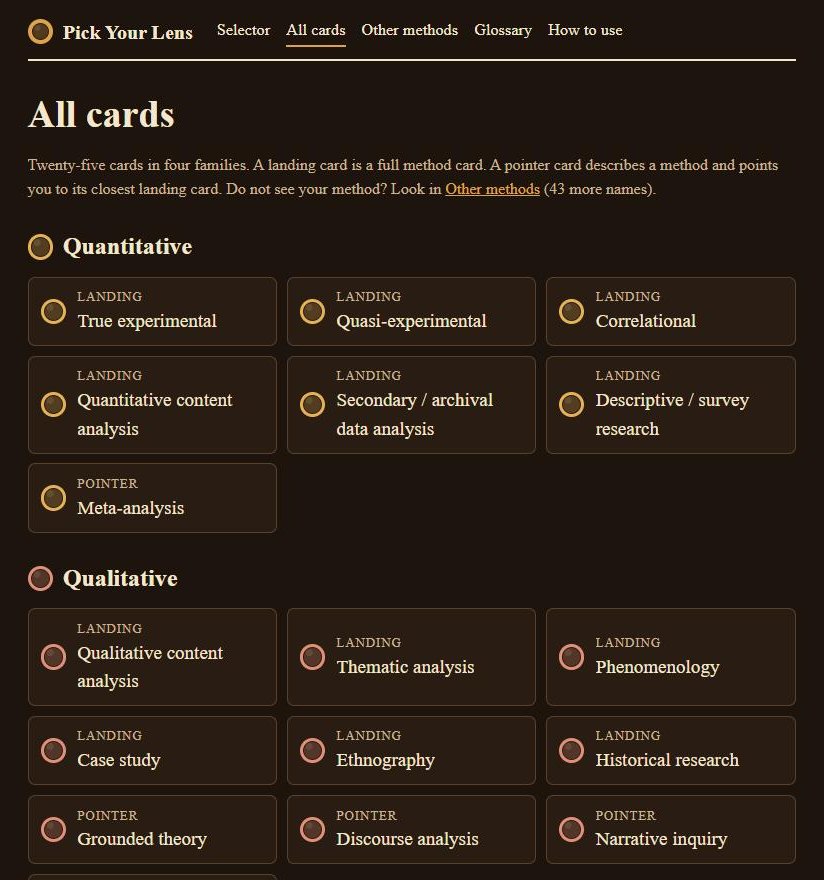 Pick Your Lens
Selector
All cards
Other methods
Glossary
How to use
All cards
Twenty-five cards in four families. A landing card is a full method card. A pointer card describes a method and points
you to its closest landing card. Do not see your method? Look in Other methods (43 more names).
Quantitative
LANDING
True experimental
LANDING
Quasi-experimental
LANDING
Correlational
LANDING
Quantitative content
analysis
LANDING
Secondary / archival
data analysis
LANDING
Descriptive / survey
research
POINTER
Meta-analysis
Qualitative
LANDING
Qualitative content
analysis
LANDING
Thematic analysis
LANDING
Phenomenology
LANDING
Case study
LANDING
Ethnography
LANDING
Historical research
POINTER
Grounded theory
POINTER
Discourse analysis
POINTER
Narrative inquiry